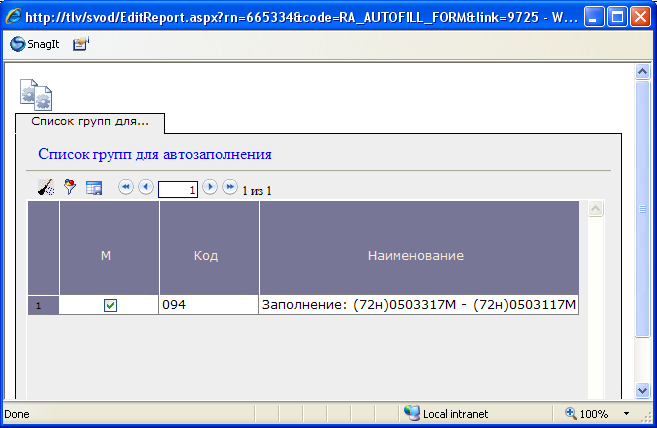 http://tlv/svod/EditReport.aspx?rn=665334&code=RA_AUTOFILL_FORM&link=9725 - W...
SnagIt
Список групп для...
Список групп для автозаполнения
1 1 из 1
М Код Наименование
1 094 Заполнение: (72н)0503317М - (72н)0503117М
Done Local intranet 100%